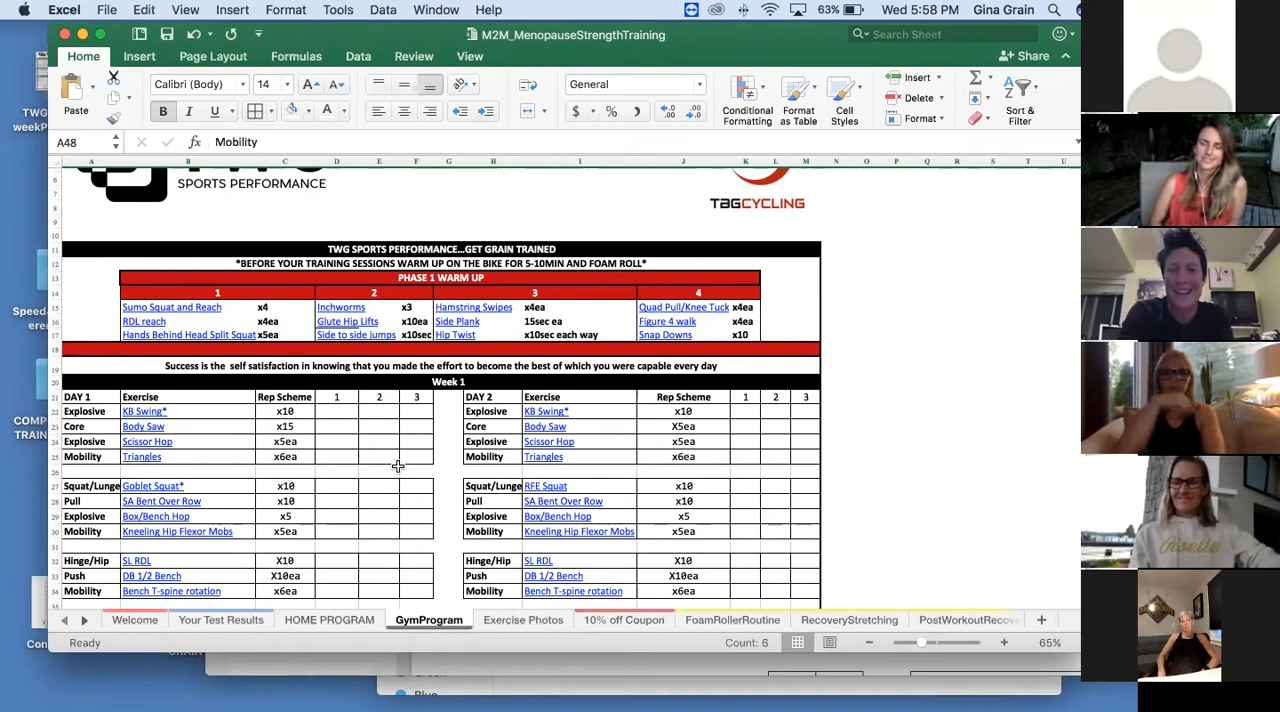 Excel File Edit View Insert Format Tools Data Window Help 63% Wed 5:58 PM Gina Grain
M2M_MenopauseStrengthTraining
Search Sheet
Home Insert Page Layout Formulas Data Review View
Share
Paste
Calibri (Body) 14
General
Conditional Formatting
Format as Table
Cell Styles
Insert
Delete
Format
Sort & Filter
A48 fx Mobility
A B C D E F G H I J K L M N O P Q R S T U
SPORTS PERFORMANCE
TBGCYCLING
TWG SPORTS PERFORMANCE...GET GRAIN TRAINED
*BEFORE YOUR TRAINING SESSIONS WARM UP ON THE BIKE FOR 5-10MIN AND FOAM ROLL*
PHASE 1 WARM UP
1 2 3 4
Sumo Squat and Reach x4 Inchworms x3 Hamstring Swipes x4ea Quad Pull/Knee Tuck x4ea
RDL reach x4ea Glute Hip Lifts x10ea Side Plank 15sec ea Figure 4 walk x4ea
Hands Behind Head Split Squat x5ea Side to side jumps x10sec Hip Twist x10sec each way Snap Downs x10
Success is the self satisfaction in knowing that you made the effort to become the best of which you were capable every day
Week 1
DAY 1 Exercise Rep Scheme 1 2 3 DAY 2 Exercise Rep Scheme 1 2 3
Explosive KB Swing* x10 Explosive KB Swing* x10
Core Body Saw x15 Core Body Saw X5ea
Explosive Scissor Hop x5ea Explosive Scissor Hop x5ea
Mobility Triangles x6ea Mobility Triangles x6ea
Squat/Lunge Goblet Squat* x10 Squat/Lunge RFE Squat x10
Pull SA Bent Over Row x10 Pull SA Bent Over Row x10
Explosive Box/Bench Hop x5 Explosive Box/Bench Hop x5
Mobility Kneeling Hip Flexor Mobs x5ea Mobility Kneeling Hip Flexor Mobs x5ea
Hinge/Hip SL RDL X10 Hinge/Hip SL RDL X10
Push DB 1/2 Bench X10ea Push DB 1/2 Bench X10ea
Mobility Bench T-spine rotation x6ea Mobility Bench T-spine rotation x6ea
Welcome Your Test Results HOME PROGRAM GymProgram Exercise Photos 10% off Coupon FoamRollerRoutine RecoveryStretching PostWorkoutRecov
Ready Count: 6 65%